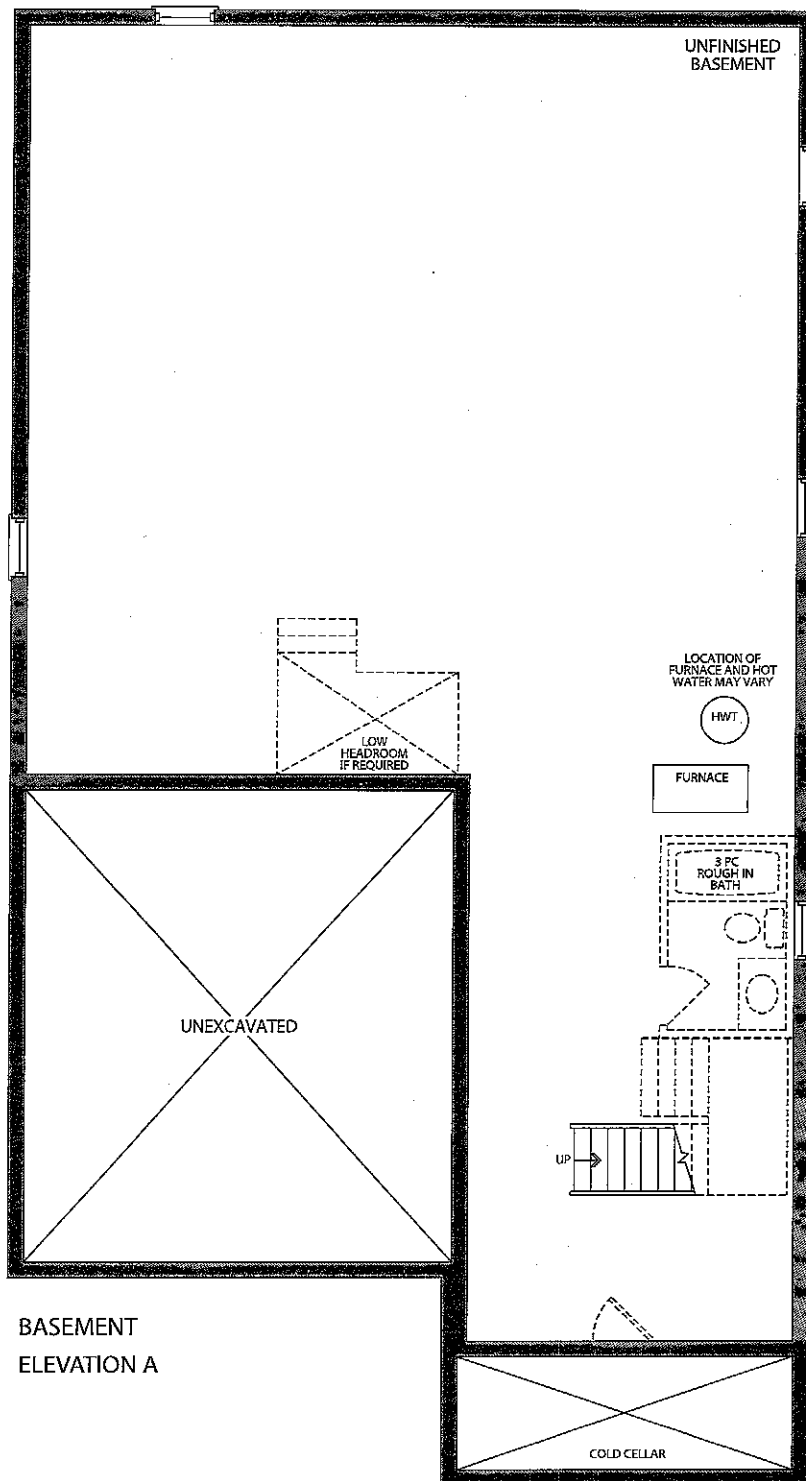 UNFINISHED
BASEMENT
LOCATION OF
FURNACE AND HOT
WATER MAY VARY
HWT
LOW
HEADROOM
IF REQUIRED
FURNACE
3 PC
ROUGH IN
BATH
UNEXCAVATED
UP
BASEMENT
ELEVATION A
COLD CELLAR